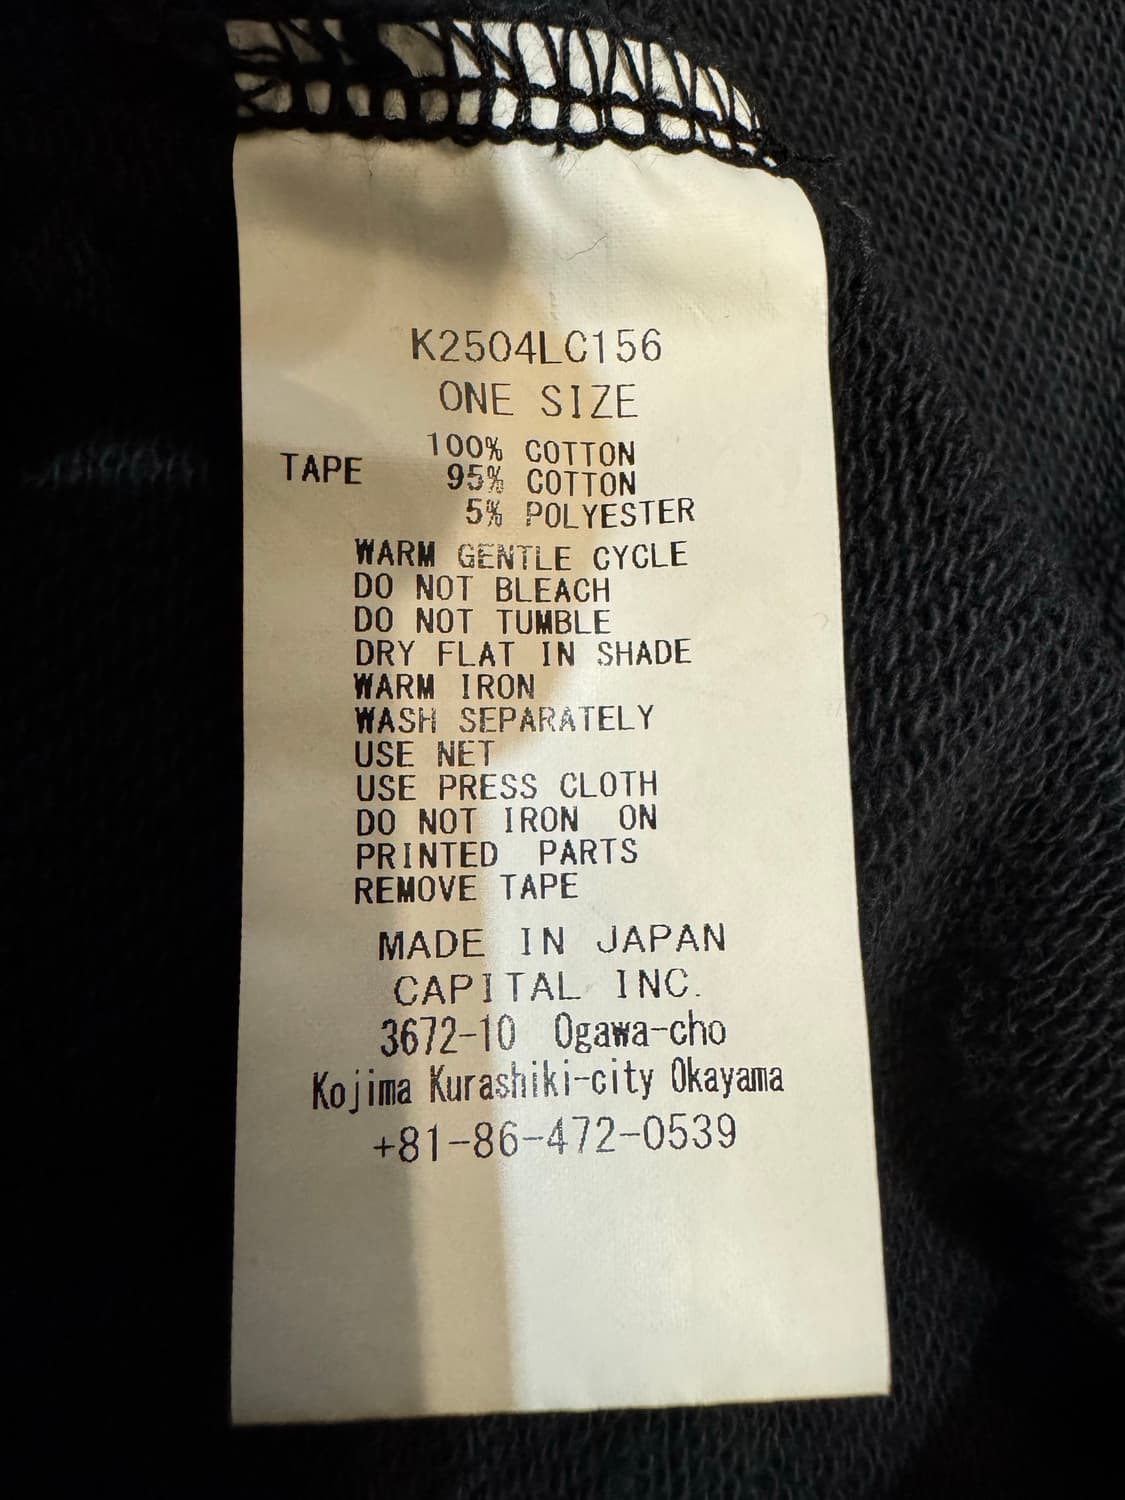 K2504LC156
ONE SIZE
100% COTTON
TAPE 95% COTTON
5% POLYESTER
WARM GENTLE CYCLE
DO NOT BLEACH
DO NOT TUMBLE
DRY FLAT IN SHADE
WARM IRON
WASH SEPARATELY
USE NET
USE PRESS CLOTH
DO NOT IRON ON
PRINTED PARTS
REMOVE TAPE
MADE IN JAPAN
CAPITAL INC.
3672-10 Ogawa-cho
Kojima Kurashiki-city Okayama
+81-86-472-0539